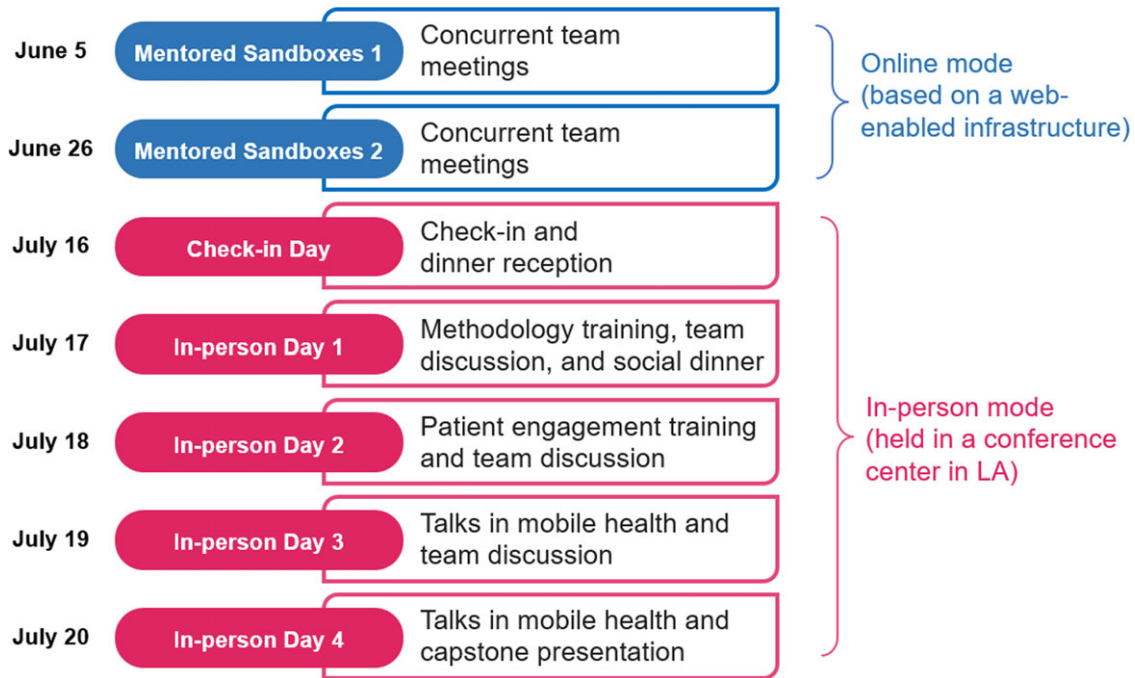 June 5
Mentored Sandboxes 1
Concurrent team
meetings
June 26
Mentored Sandboxes 2
Concurrent team
meetings
Online mode
(based on a web-
enabled infrastructure)
July 16
Check-in Day
Check-in and
dinner reception
July 17
In-person Day 1
Methodology training, team
discussion, and social dinner
July 18
In-person Day 2
Patient engagement training
and team discussion
July 19
In-person Day 3
Talks in mobile health and
team discussion
July 20
In-person Day 4
Talks in mobile health and
capstone presentation
In-person mode
(held in a conference
center in LA)